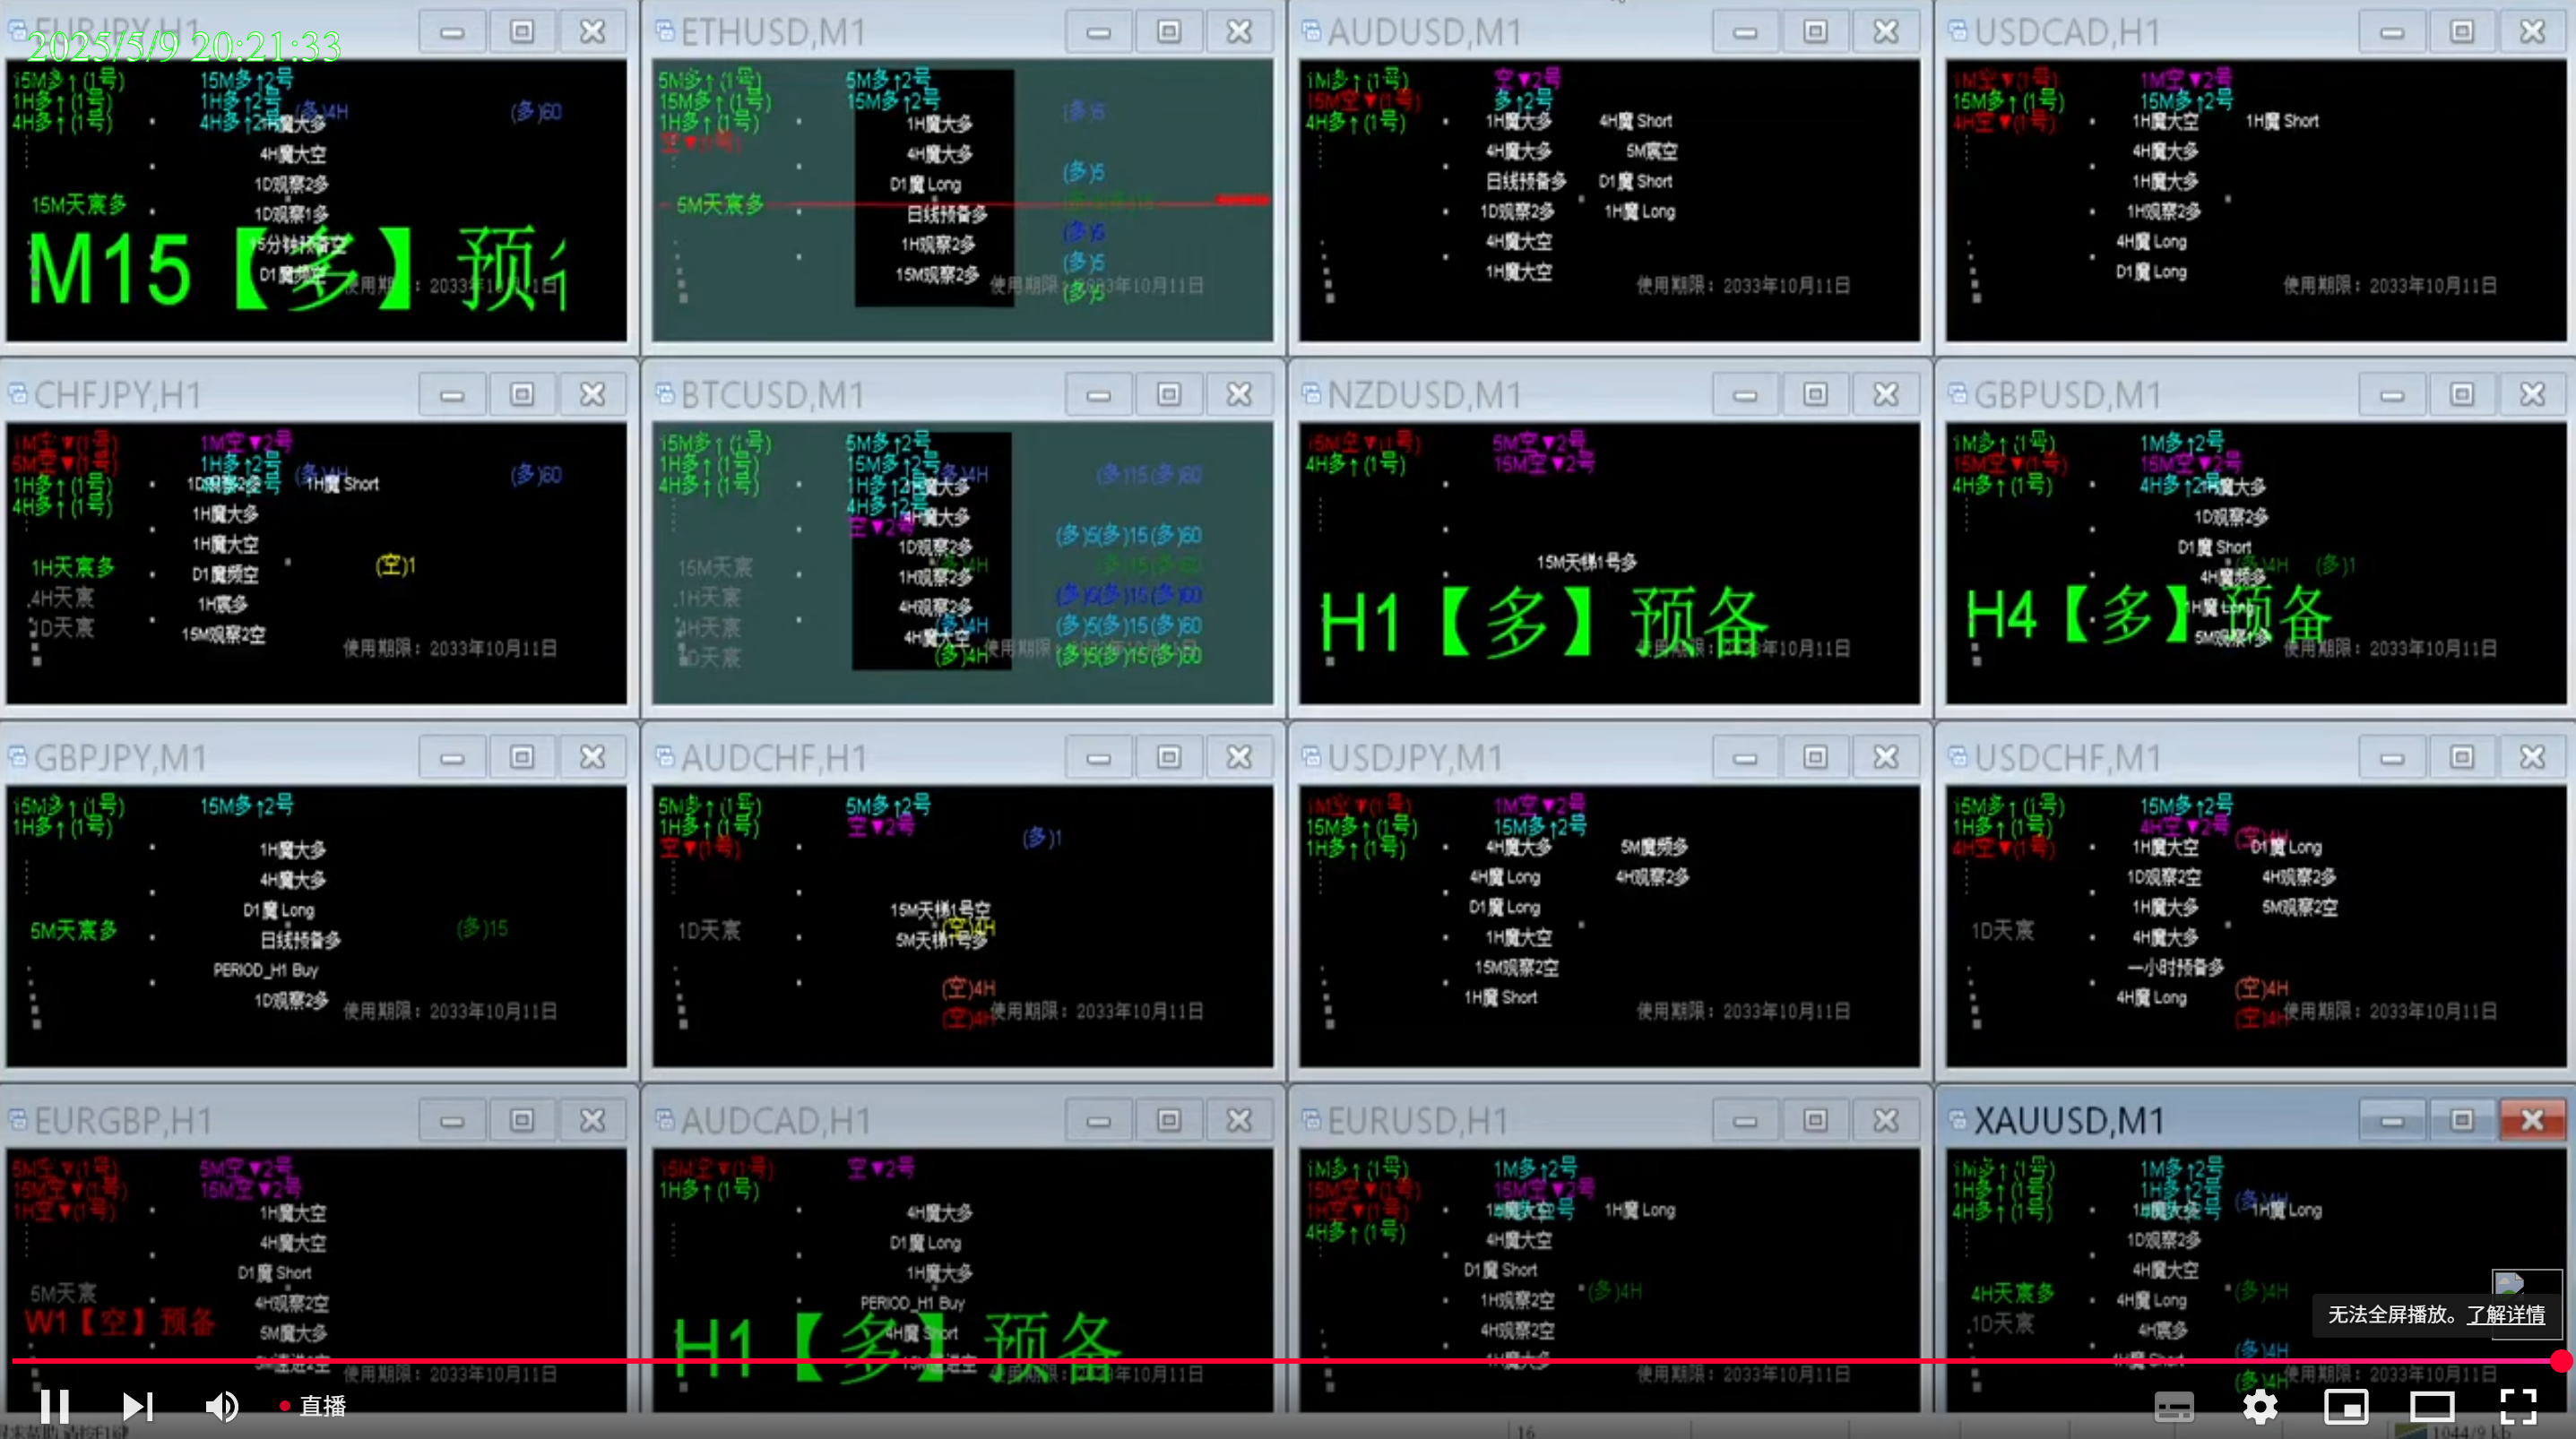 EURJPY,H1
2025/5/9 20:21:33
15M多↑(1号) 15M多↑2号
1H多↑(1号) 1H多↑2号 (多)4H (多)60
4H多↑(1号) 4H多↑2号
1H魔大多
4H魔大空
1D观察2多
15M天宸多
1D观察1多
15分钟预备空
M15【多】预
D1魔频空
ETHUSD,M1
5M多↑(1号) 5M多↑2号
15M多↑(1号) 15M多↑2号 (多)5
1H多↑(1号) 1H魔大多
空▼(1号)
4H魔大多
(多)5
D1魔 Long
5M天宸多
日线预备多
(多)5
1H观察2多
(多)5
15M观察2多
使用期限：2033年10月11日
(多)5
AUDUSD,M1
1M多↑(1号) 空▼2号
15M空▼(1号) 多↑2号
4H多↑(1号) 1H魔大多 4H魔 Short
4H魔大多 5M宸空
日线预备多 D1魔 Short
1D观察2多 1H魔 Long
4H魔大空
1H魔大空
使用期限：2033年10月11日
USDCAD,H1
1M空▼(1号) 1M空▼2号
15M多↑(1号) 15M多↑2号
4H空▼(1号) 1H魔大空 1H魔 Short
4H魔大多
1H魔大多
1H观察2多
4H魔 Long
D1魔 Long
使用期限：2033年10月11日
CHFJPY,H1
1M空▼(1号) 1M空▼2号
5M空▼(1号) 1H多↑2号 (多)4H (多)60
1H多↑(1号) 1D观察2多 1H魔 Short
4H多↑(1号)
1H魔大多
1H魔大空
1H天宸多 D1魔频空 (空)1
4H天宸 1H宸多
1D天宸 15M观察2空
使用期限：2033年10月11日
BTCUSD,M1
15M多↑(1号) 5M多↑2号
1H多↑(1号) 15M多↑2号 (多)4H (多)15(多)60
4H多↑(1号) 1H多↑2号 1H魔大多
4H多↑2号
空▼2号 4H魔大多
(多)5(多)15(多)60
1D观察2多
15M天宸 (多)15(多)60
1H观察2多
1H天宸 (多)5(多)15(多)60
4H观察2多
4H天宸 (多)4H (多)5(多)15(多)60
4H魔大空
1D天宸 (多)4H (多)5(多)15(多)60
NZDUSD,M1
15M空▼(1号) 5M空▼2号
4H多↑(1号) 15M空▼2号
15M天梯1号多
H1【多】预备
使用期限：2033年10月11日
GBPUSD,M1
1M多↑(1号) 1M多↑2号
15M空▼(1号) 15M空▼2号
4H多↑(1号) 4H多↑2号 1H魔大多
1D观察2多
D1魔 Short
(多)4H (多)1
4H魔频多
1H魔 Long
H4【多】预备
5M观察1多
使用期限：2033年10月11日
GBPJPY,M1
15M多↑(1号) 15M多↑2号
1H多↑(1号)
1H魔大多
4H魔大多
D1魔 Long
5M天宸多 (多)15
日线预备多
PERIOD_H1 Buy
1D观察2多
使用期限：2033年10月11日
AUDCHF,H1
5M多↑(1号) 5M多↑2号
1H多↑(1号) 空▼2号 (多)1
空▼(1号)
15M天梯1号空
1D天宸 (空)4H
5M天梯1号多
(空)4H
(空)4H 使用期限：2033年10月11日
USDJPY,M1
1M空▼(1号) 1M空▼2号
15M多↑(1号) 15M多↑2号
1H多↑(1号) 4H魔大多 5M魔频多
4H魔 Long 4H观察2多
D1魔 Long
1H魔大空
15M观察2空
1H魔 Short
使用期限：2033年10月11日
USDCHF,M1
15M多↑(1号) 15M多↑2号
1H多↑(1号) 4H空▼2号 (空)4H
4H空▼(1号) 1H魔大空 D1魔 Long
1D观察2空 4H观察2多
1H魔大多 5M观察2空
1D天宸 4H魔大多
一小时预备多
4H魔 Long (空)4H
(空)4H 使用期限：2033年10月11日
EURGBP,H1
5M空▼(1号) 5M空▼2号
15M空▼(1号) 15M空▼2号
1H空▼(1号) 1H魔大空
4H魔大空
D1魔 Short
5M天宸
4H观察2空
W1【空】预备
5M魔大多
使用期限：2033年10月11日
AUDCAD,H1
15M空▼(1号) 空▼2号
1H多↑(1号)
4H魔大多
D1魔 Long
1H魔大多
PERIOD_H1 Buy
4H魔 Short
H1【多】预备
EURUSD,H1
1M多↑(1号) 1M多↑2号
15M空▼(1号) 15M空▼2号
1H空▼(1号) 1H魔大空 1H魔 Long
4H多↑(1号)
4H魔大空
D1魔 Short
1H观察2空 (多)4H
4H观察2空
1H魔大多
使用期限：2033年10月11日
XAUUSD,M1
1M多↑(1号) 1M多↑2号
1H多↑(1号) 1H多↑2号 (多)4H
4H多↑(1号) 1H魔 Long
1D观察2多
4H魔大空
4H天宸多 4H魔 Long (多)4H
1D天宸 4H宸多
(多)4H
4H魔 Short
(多)4H 使用期限：2033年10月11日
无法全屏播放。了解详情
直播
16
1044/9 kb